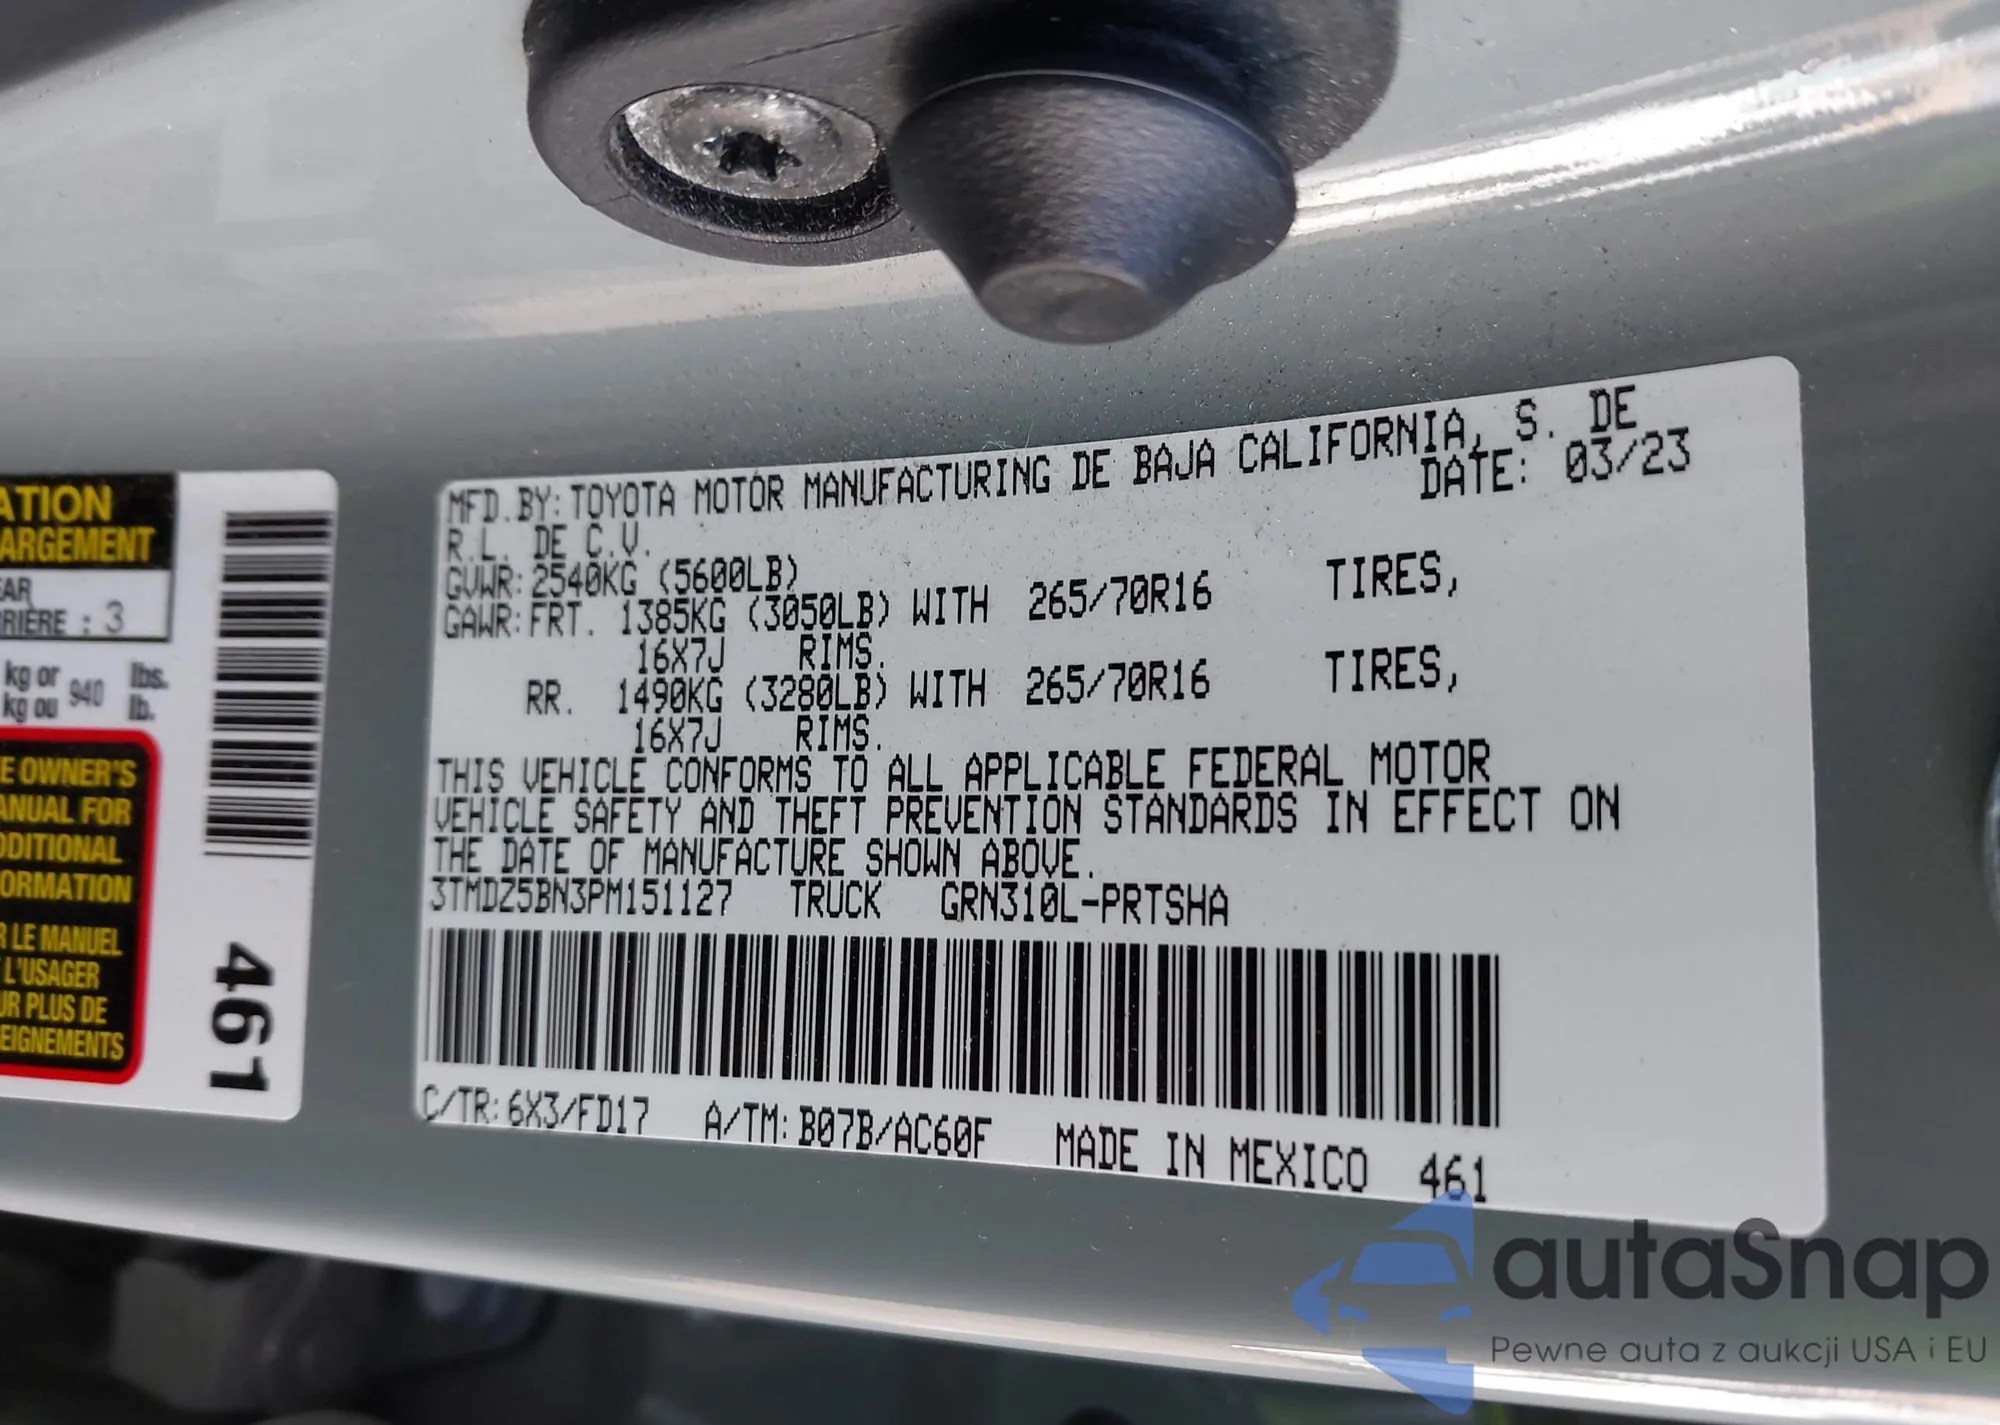 ATION
ARGEMENT
EAR
RRIÈRE : 3
kg or
kg ou
940
lbs.
lb.
E OWNER'S
ANUAL FOR
DDITIONAL
ORMATION
R LE MANUEL
L'USAGER
UR PLUS DE
EIGNEMENTS
461
MFD.BY:TOYOTA MOTOR MANUFACTURING DE BAJA CALIFORNIA, S. DE
R.L. DE C.V. DATE: 03/23
GVWR:2540KG (5600LB)
GAWR:FRT. 1385KG (3050LB) WITH 265/70R16 TIRES,
16X7J RIMS.
RR. 1490KG (3280LB) WITH 265/70R16 TIRES,
16X7J RIMS.
THIS VEHICLE CONFORMS TO ALL APPLICABLE FEDERAL MOTOR
VEHICLE SAFETY AND THEFT PREVENTION STANDARDS IN EFFECT ON
THE DATE OF MANUFACTURE SHOWN ABOVE.
3TMDZ5BN3PM151127 TRUCK GRN310L-PRTSHA
C/TR:6X3/FD17 A/TM:B07B/AC60F MADE IN MEXICO 461
autaSnap
Pewne auta z aukcji USA i EU